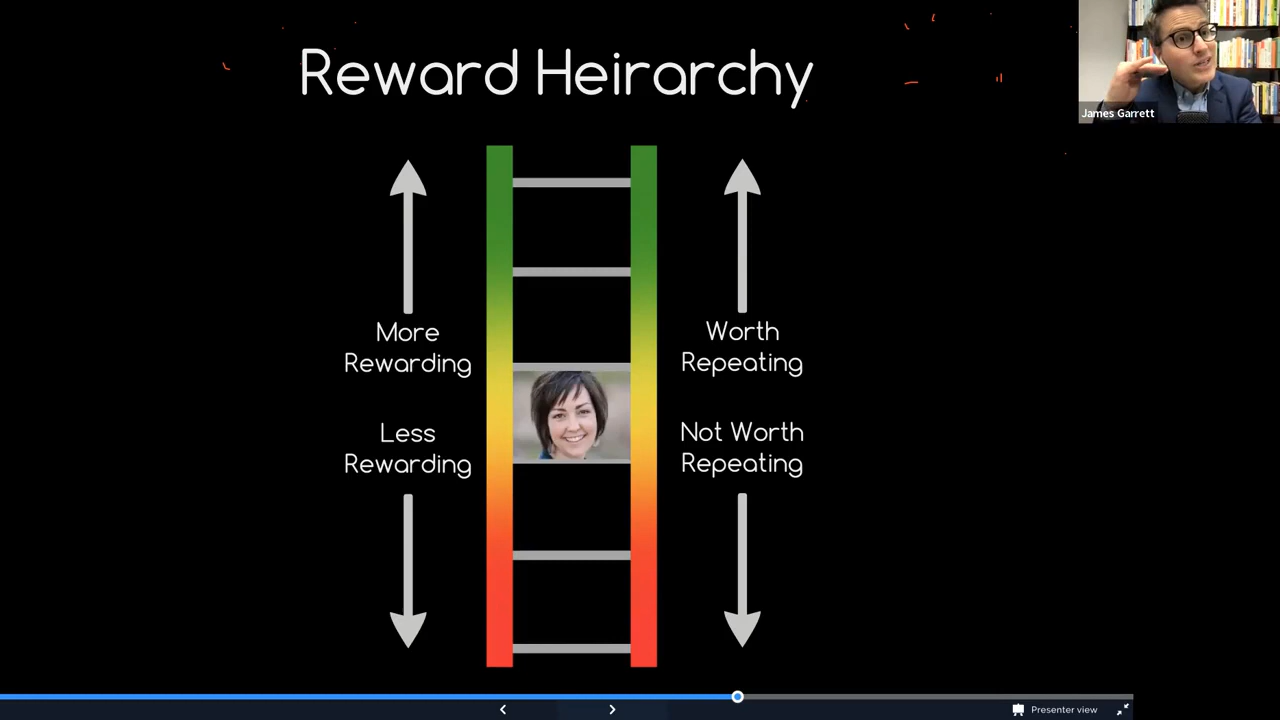 Reward Heirarchy
James Garrett
More
Rewarding
Worth
Repeating
Less
Rewarding
Not Worth
Repeating
Presenter view